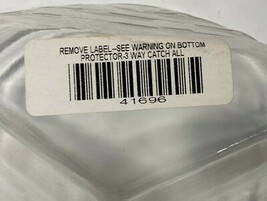 REMOVE LABEL-SEE WARNING ON BOTTOM
PROTECTOR-3 WAY CATCH ALL
41696